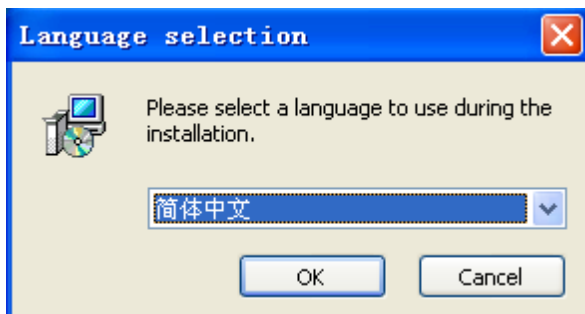 Language selection
Please select a language to use during the
installation.
简体中文
OK
Cancel